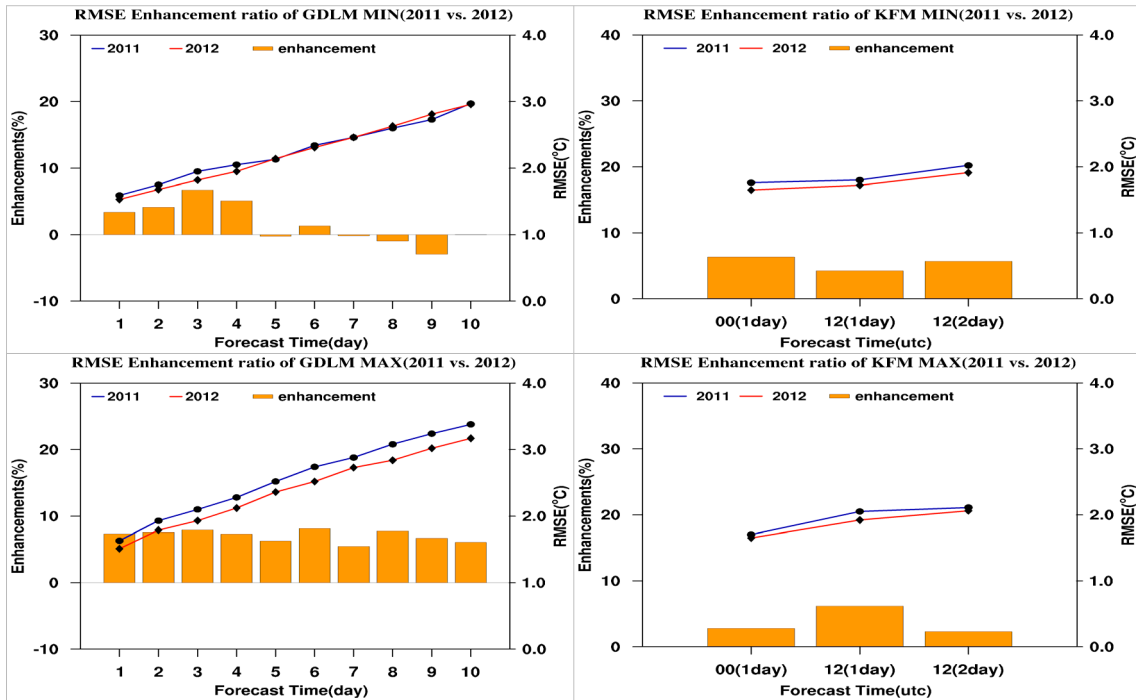 RMSE Enhancement ratio of GDLM MIN(2011 vs. 2012)
2011 2012 enhancement
Enhancements(%)
30
20
10
0
-10
RMSE(°C)
4.0
3.0
2.0
1.0
0.0
1 2 3 4 5 6 7 8 9 10
Forecast Time(day)
RMSE Enhancement ratio of KFM MIN(2011 vs. 2012)
2011 2012 enhancement
Enhancements(%)
40
30
20
10
0
RMSE(°C)
4.0
3.0
2.0
1.0
0.0
00(1day) 12(1day) 12(2day)
Forecast Time(utc)
RMSE Enhancement ratio of GDLM MAX(2011 vs. 2012)
2011 2012 enhancement
Enhancements(%)
30
20
10
0
-10
RMSE(°C)
4.0
3.0
2.0
1.0
0.0
1 2 3 4 5 6 7 8 9 10
Forecast Time(day)
RMSE Enhancement ratio of KFM MAX(2011 vs. 2012)
2011 2012 enhancement
Enhancements(%)
40
30
20
10
0
RMSE(°C)
4.0
3.0
2.0
1.0
0.0
00(1day) 12(1day) 12(2day)
Forecast Time(utc)